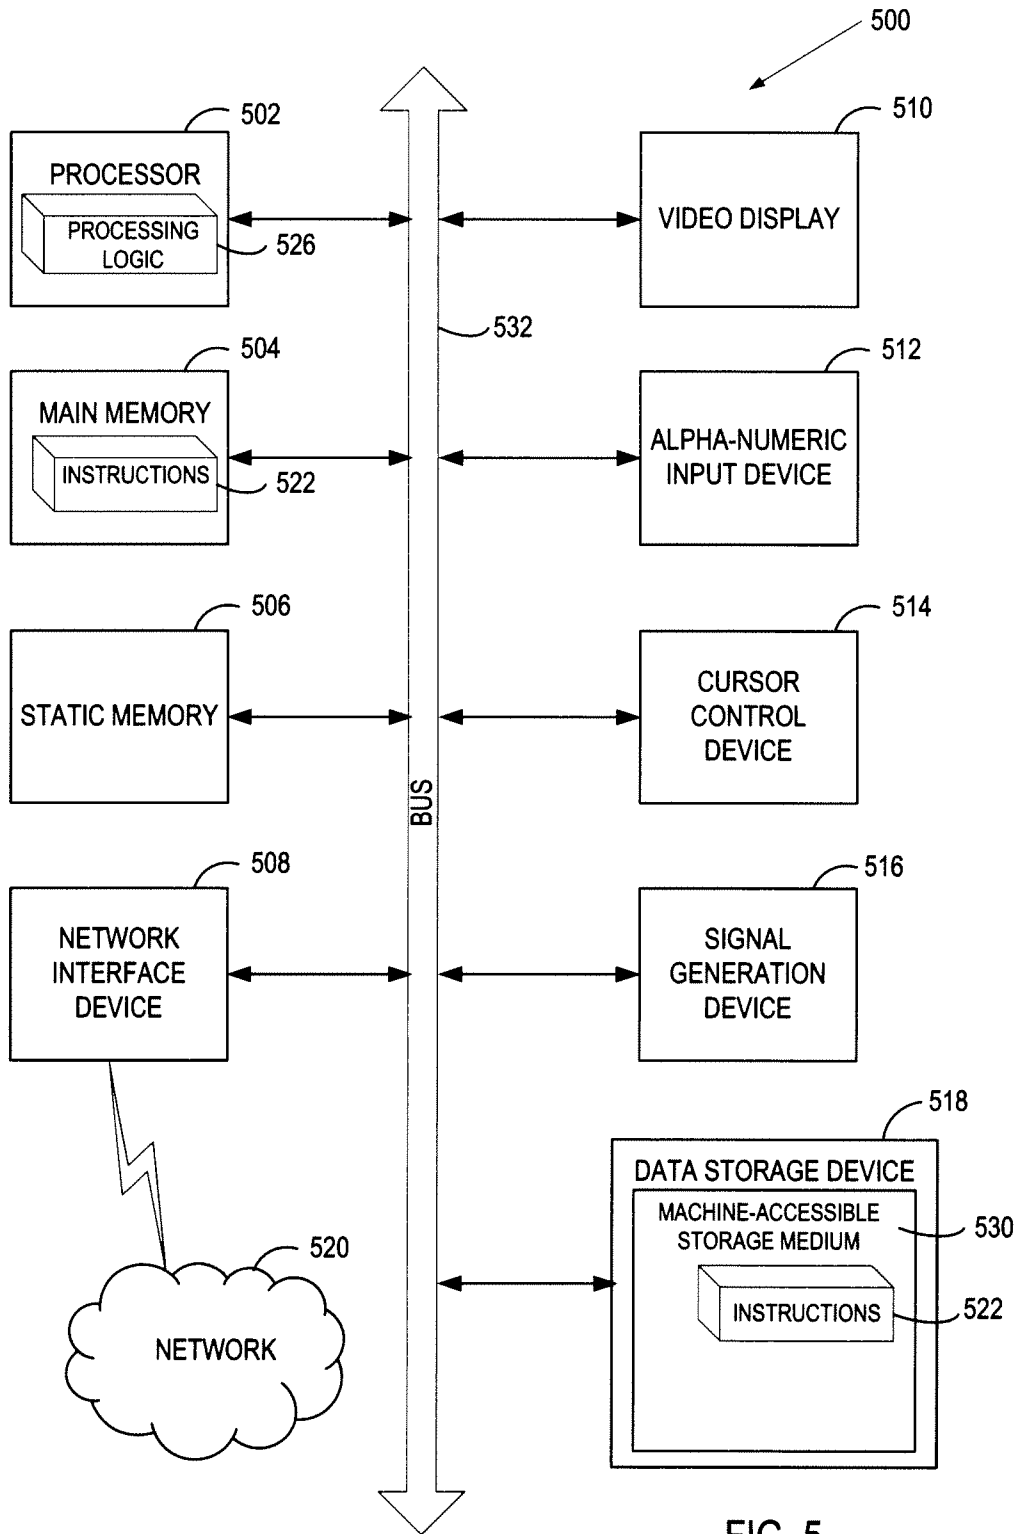 500
502
PROCESSOR
PROCESSING
LOGIC
526
510
VIDEO DISPLAY
532
504
MAIN MEMORY
INSTRUCTIONS
522
512
ALPHA-NUMERIC
INPUT DEVICE
506
STATIC MEMORY
514
CURSOR
CONTROL
DEVICE
BUS
508
NETWORK
INTERFACE
DEVICE
516
SIGNAL
GENERATION
DEVICE
518
DATA STORAGE DEVICE
MACHINE-ACCESSIBLE
STORAGE MEDIUM
530
INSTRUCTIONS
522
520
NETWORK
FIG. 5